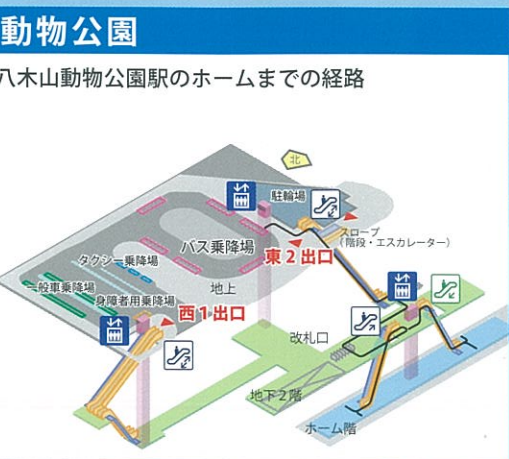 動物公園
八木山動物公園駅のホームまでの経路
北
駐輪場
スロープ
(階段・エスカレーター)
バス乗降場
東2出口
タクシー乗降場
一般車乗降場
身障者用乗降場
地上
西1出口
改札口
地下2階
ホーム階